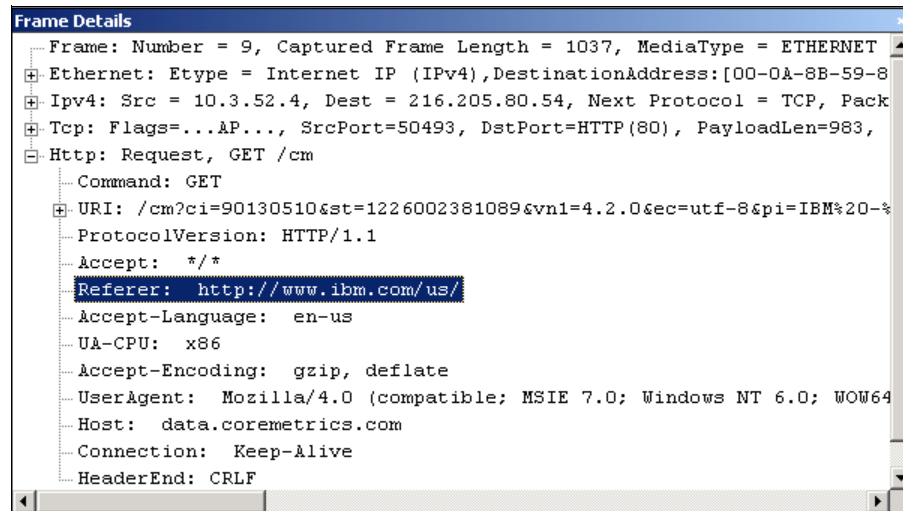 Frame Details
Frame: Number = 9, Captured Frame Length = 1037, MediaType = ETHERNET
Ethernet: Etype = Internet IP (IPv4),DestinationAddress:[00-0A-8B-59-8
Ipv4: Src = 10.3.52.4, Dest = 216.205.80.54, Next Protocol = TCP, Pack
Tcp: Flags=...AP..., SrcPort=50493, DstPort=HTTP(80), PayloadLen=983,
Http: Request, GET /cm
Command: GET
URI: /cm?ci=90130510&st=1226002381089&vn1=4.2.0&ec=utf-8&pi=IBM%20-%
ProtocolVersion: HTTP/1.1
Accept: */*
Referer: http://www.ibm.com/us/
Accept-Language: en-us
UA-CPU: x86
Accept-Encoding: gzip, deflate
UserAgent: Mozilla/4.0 (compatible; MSIE 7.0; Windows NT 6.0; WOW64
Host: data.coremetrics.com
Connection: Keep-Alive
HeaderEnd: CRLF